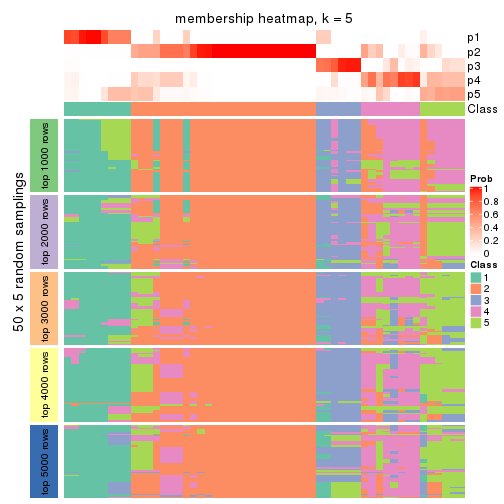 membership heatmap, k = 5
p1
p2
p3
p4
p5
Class
50 x 5 random samplings
top 1000 rows
top 2000 rows
top 3000 rows
top 4000 rows
top 5000 rows
Prob
1
0.8
0.6
0.4
0.2
0
Class
1
2
3
4
5